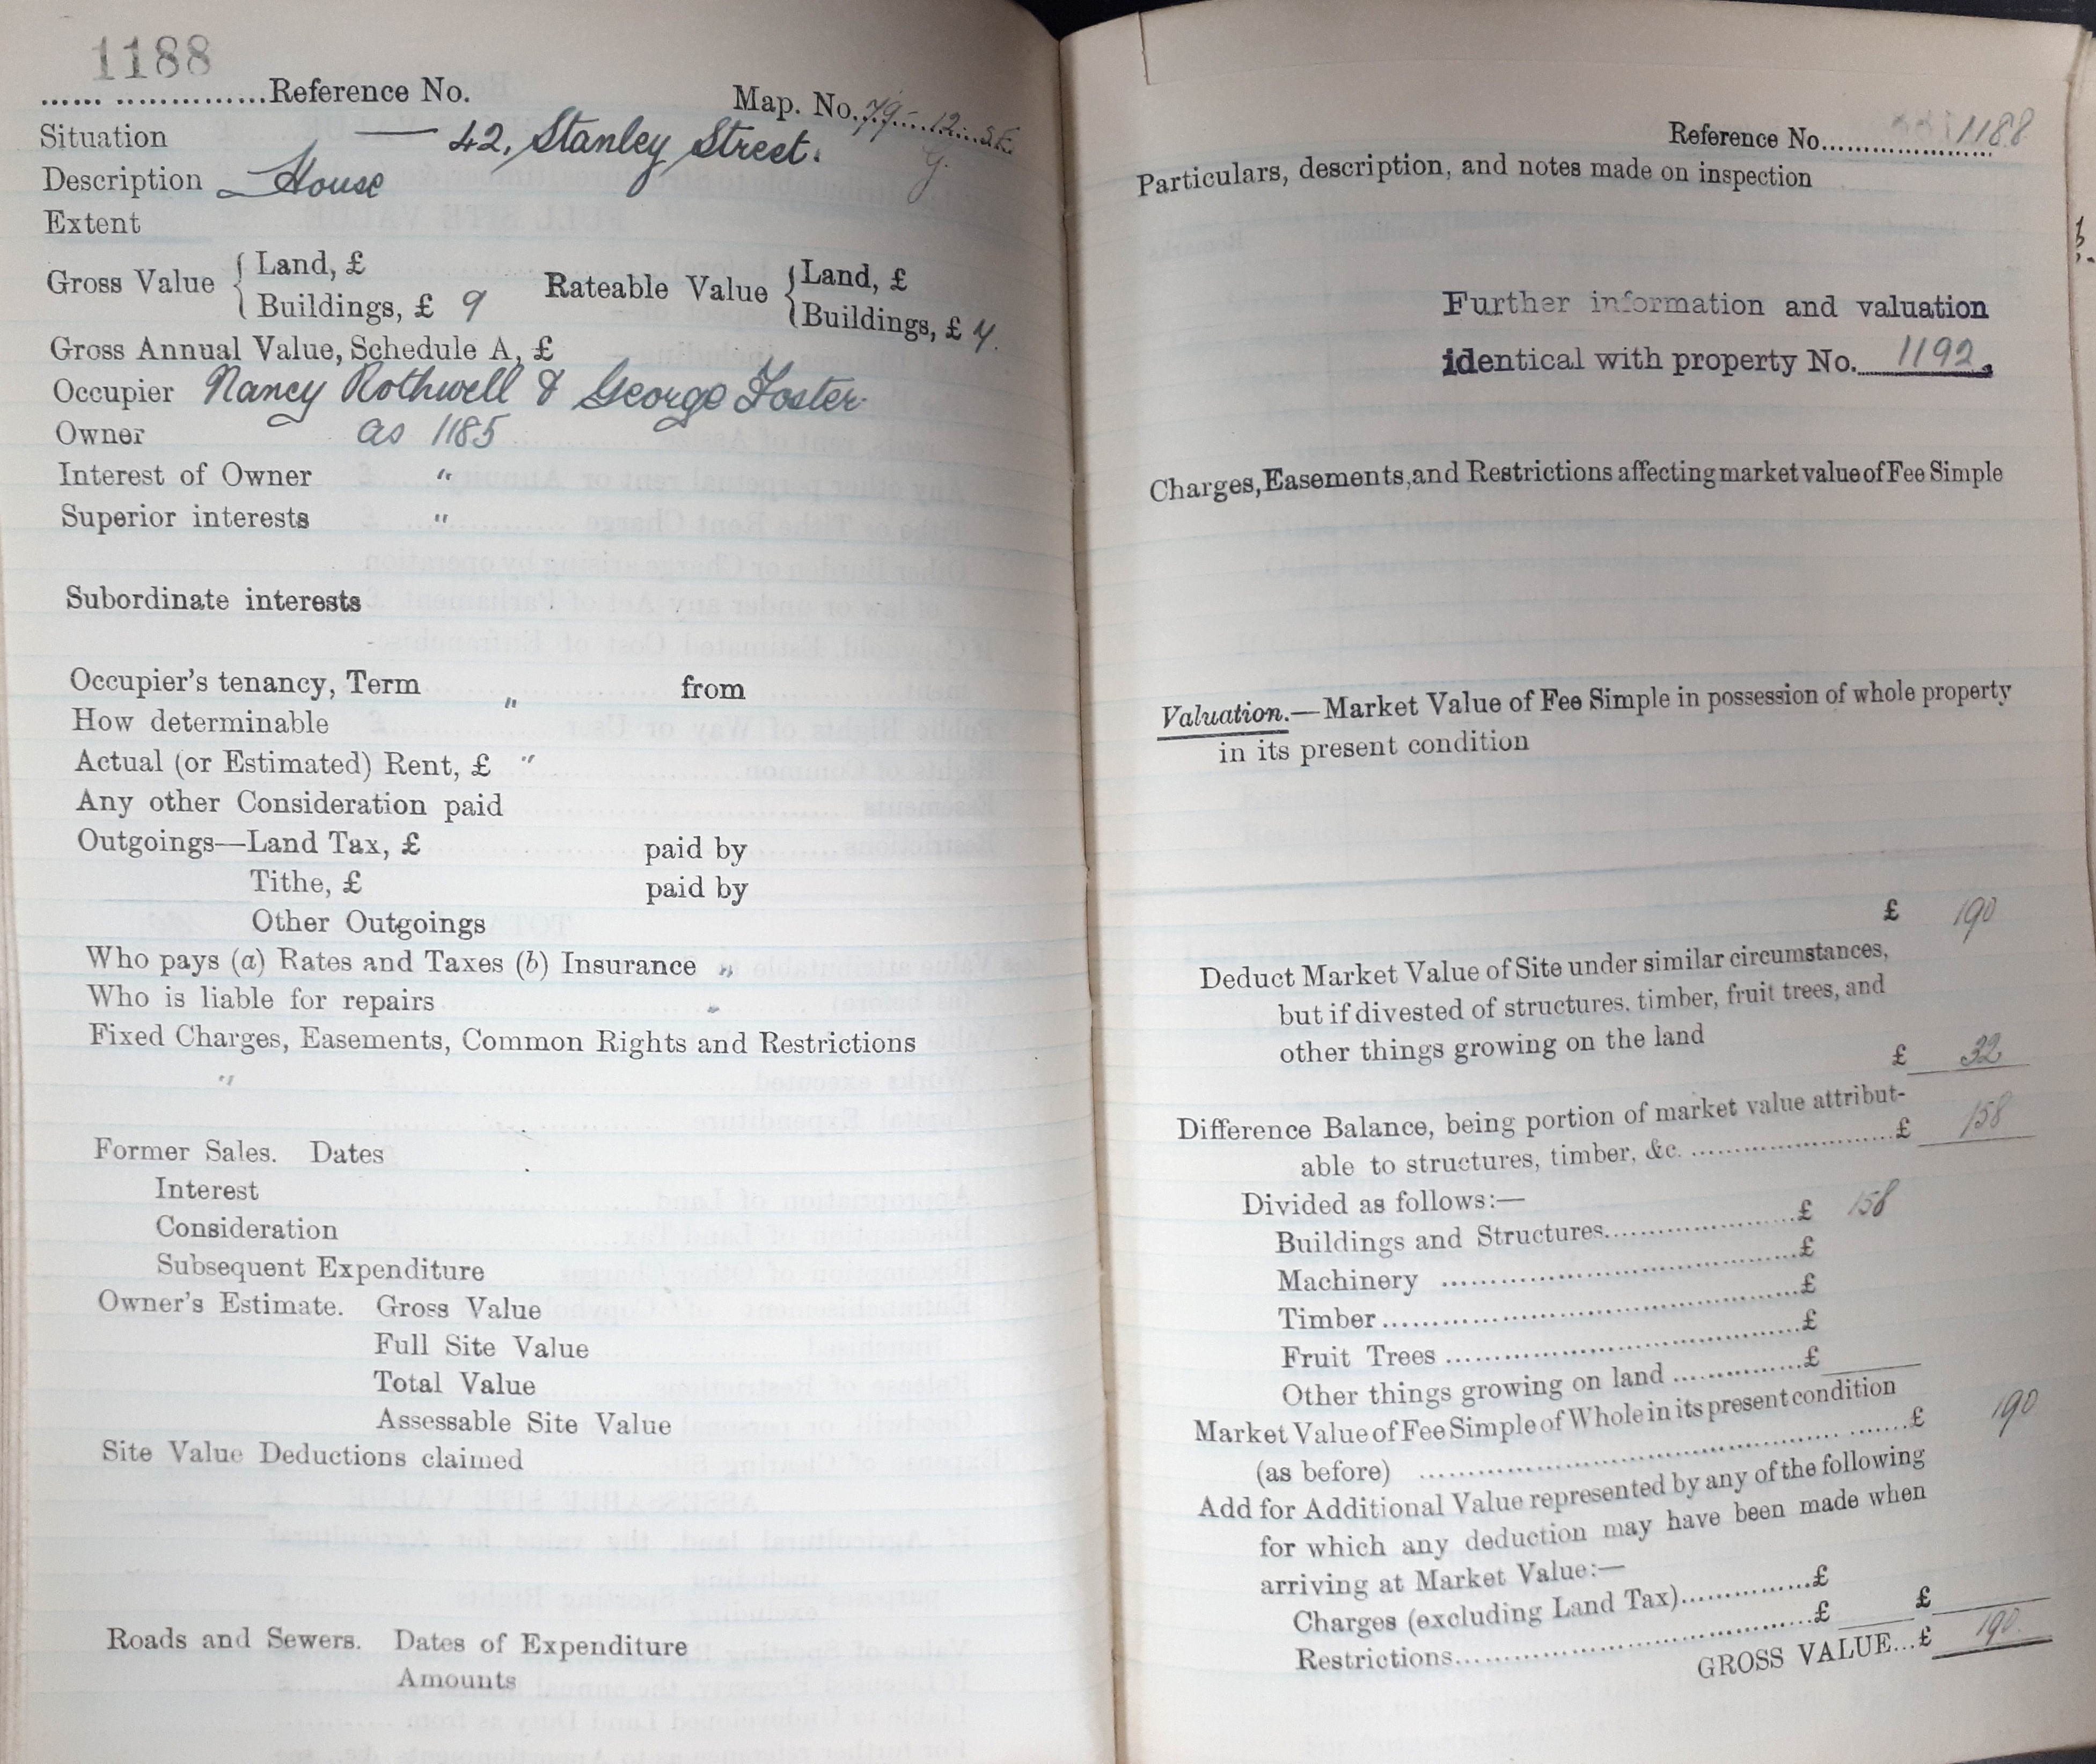 1188
Reference No.
Map. No. 79-12. S.E.
G.
Situation — 42, Stanley Street.
Description House
Extent
Gross Value { Land, £
Buildings, £ 9
Rateable Value { Land, £
Buildings, £ 7.
Gross Annual Value, Schedule A, £
Occupier Nancy Rothwell & George Foster
Owner as 1185
Interest of Owner "
Superior interests "
Subordinate interests
Occupier's tenancy, Term " from
How determinable
Actual (or Estimated) Rent, £ "
Any other Consideration paid
Outgoings—Land Tax, £ paid by
Tithe, £ paid by
Other Outgoings
Who pays (a) Rates and Taxes (b) Insurance "
Who is liable for repairs "
Fixed Charges, Easements, Common Rights and Restrictions
"
Former Sales. Dates
Interest
Consideration
Subsequent Expenditure
Owner's Estimate. Gross Value
Full Site Value
Total Value
Assessable Site Value
Site Value Deductions claimed
Roads and Sewers. Dates of Expenditure
Amounts
Reference No. 1188
Particulars, description, and notes made on inspection
Further information and valuation
identical with property No. 1192.
Charges, Easements, and Restrictions affecting market value of Fee Simple
Valuation.—Market Value of Fee Simple in possession of whole property
in its present condition
£ 190
Deduct Market Value of Site under similar circumstances,
but if divested of structures, timber, fruit trees, and
other things growing on the land £ 32
Difference Balance, being portion of market value attribut-
able to structures, timber, &c. £ 158
Divided as follows:—
Buildings and Structures £ 158
Machinery £
Timber £
Fruit Trees £
Other things growing on land £
Market Value of Fee Simple of Whole in its present condition
(as before) £ 190
Add for Additional Value represented by any of the following
for which any deduction may have been made when
arriving at Market Value:—
Charges (excluding Land Tax) £
Restrictions £ £
GROSS VALUE...£ 190.